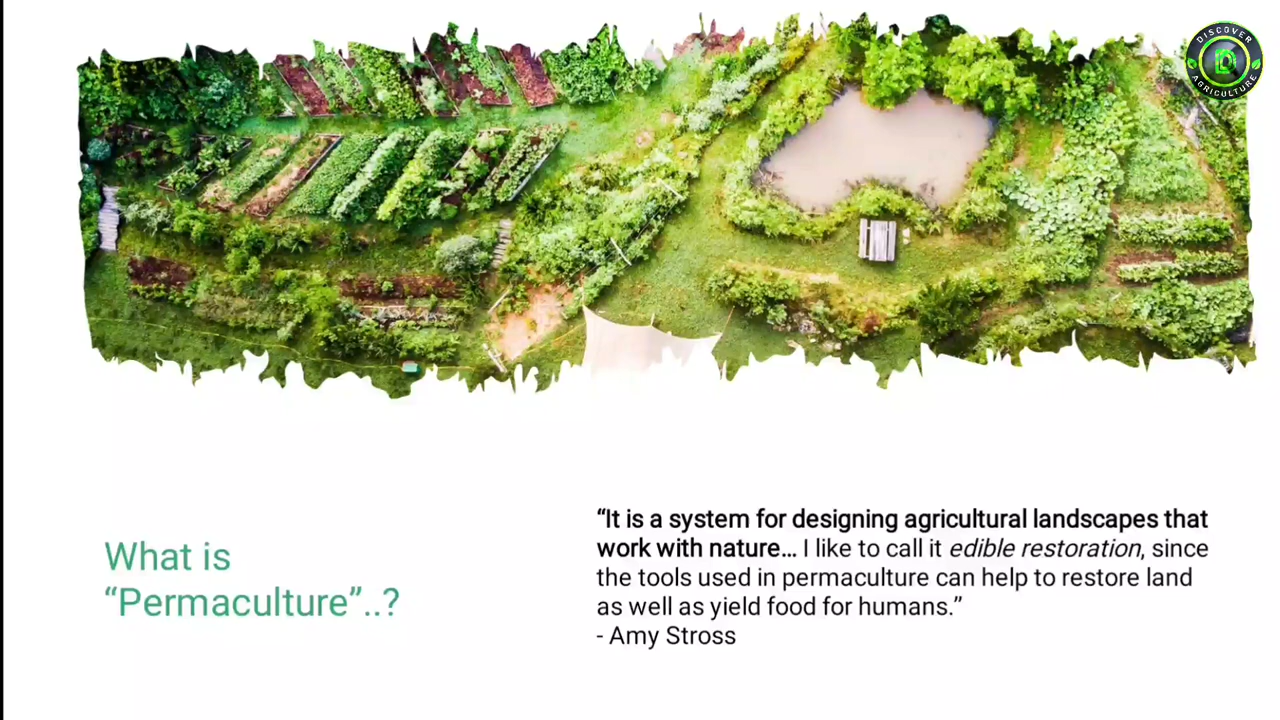 DISCOVER
AGRICULTURE
What is
“Permaculture”..?
“It is a system for designing agricultural landscapes that
work with nature... I like to call it edible restoration, since
the tools used in permaculture can help to restore land
as well as yield food for humans.”
- Amy Stross